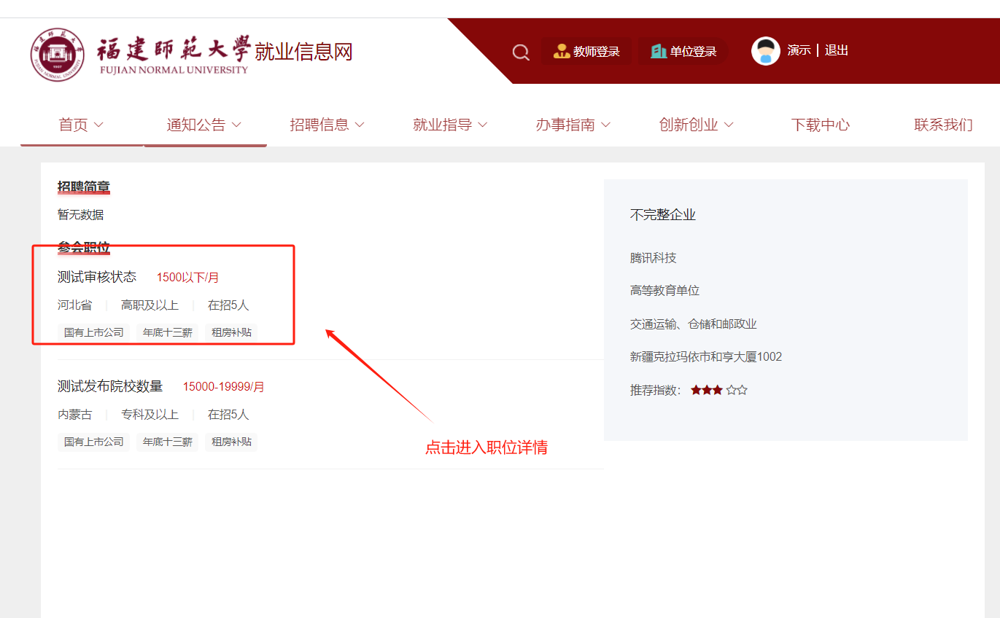 福建師範大學
FUJIAN NORMAL UNIVERSITY
就业信息网
教师登录
单位登录
演示 | 退出
首页 通知公告 招聘信息 就业指导 办事指南 创新创业 下载中心 联系我们
招聘简章
暂无数据
参会职位
测试审核状态 1500以下/月
河北省 | 高职及以上 | 在招5人
国有上市公司 年底十三薪 租房补贴
测试发布院校数量 15000-19999/月
内蒙古 | 专科及以上 | 在招5人
国有上市公司 年底十三薪 租房补贴
点击进入职位详情
不完整企业
腾讯科技
高等教育单位
交通运输、仓储和邮政业
新疆克拉玛依市和亨大厦1002
推荐指数: ★★★☆☆